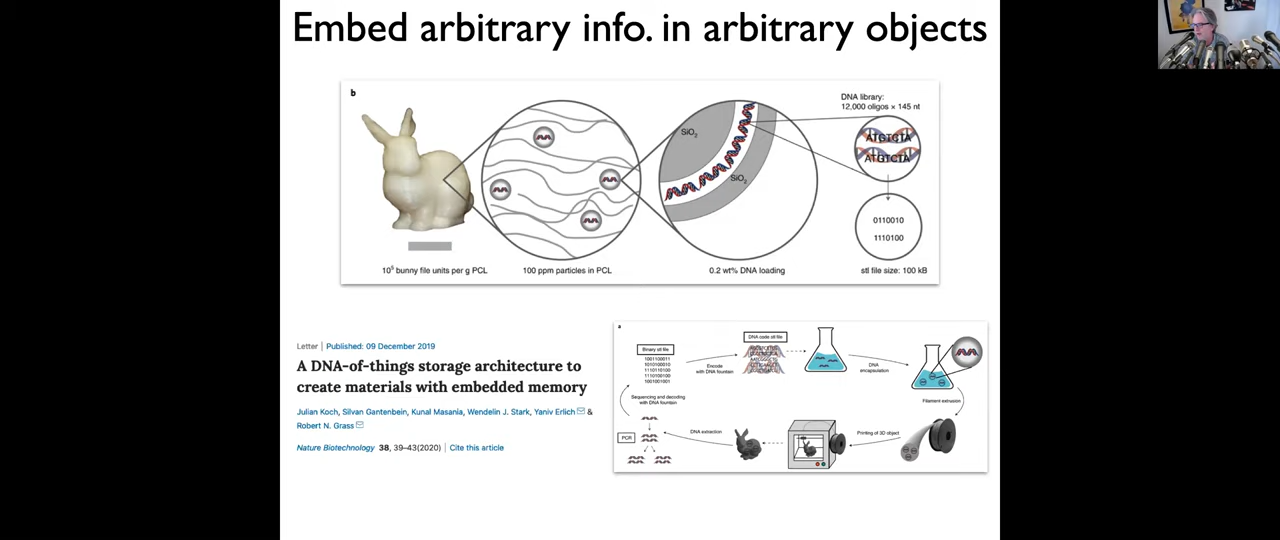 Embed arbitrary info. in arbitrary objects
b
DNA library:
12,000 oligos × 145 nt
SiO2
SiO2
ATGTCTA
ATGTCTA
0110010
1110100
10⁵ bunny file units per g PCL
100 ppm particles in PCL
0.2 wt% DNA loading
stl file size: 100 kB
Letter | Published: 09 December 2019
A DNA-of-things storage architecture to
create materials with embedded memory
Julian Koch, Silvan Gantenbein, Kunal Masania, Wendelin J. Stark, Yaniv Erlich &
Robert N. Grass
Nature Biotechnology 38, 39–43(2020) | Cite this article
a
Binary stl file
1001100011
1010100010
1110110100
1110100100
1001001001
Encode
with DNA fountain
DNA code stl file
DNA
encapsulation
Filament extrusion
Printing of 3D object
DNA extraction
PCR
Sequencing and decoding
with DNA fountain